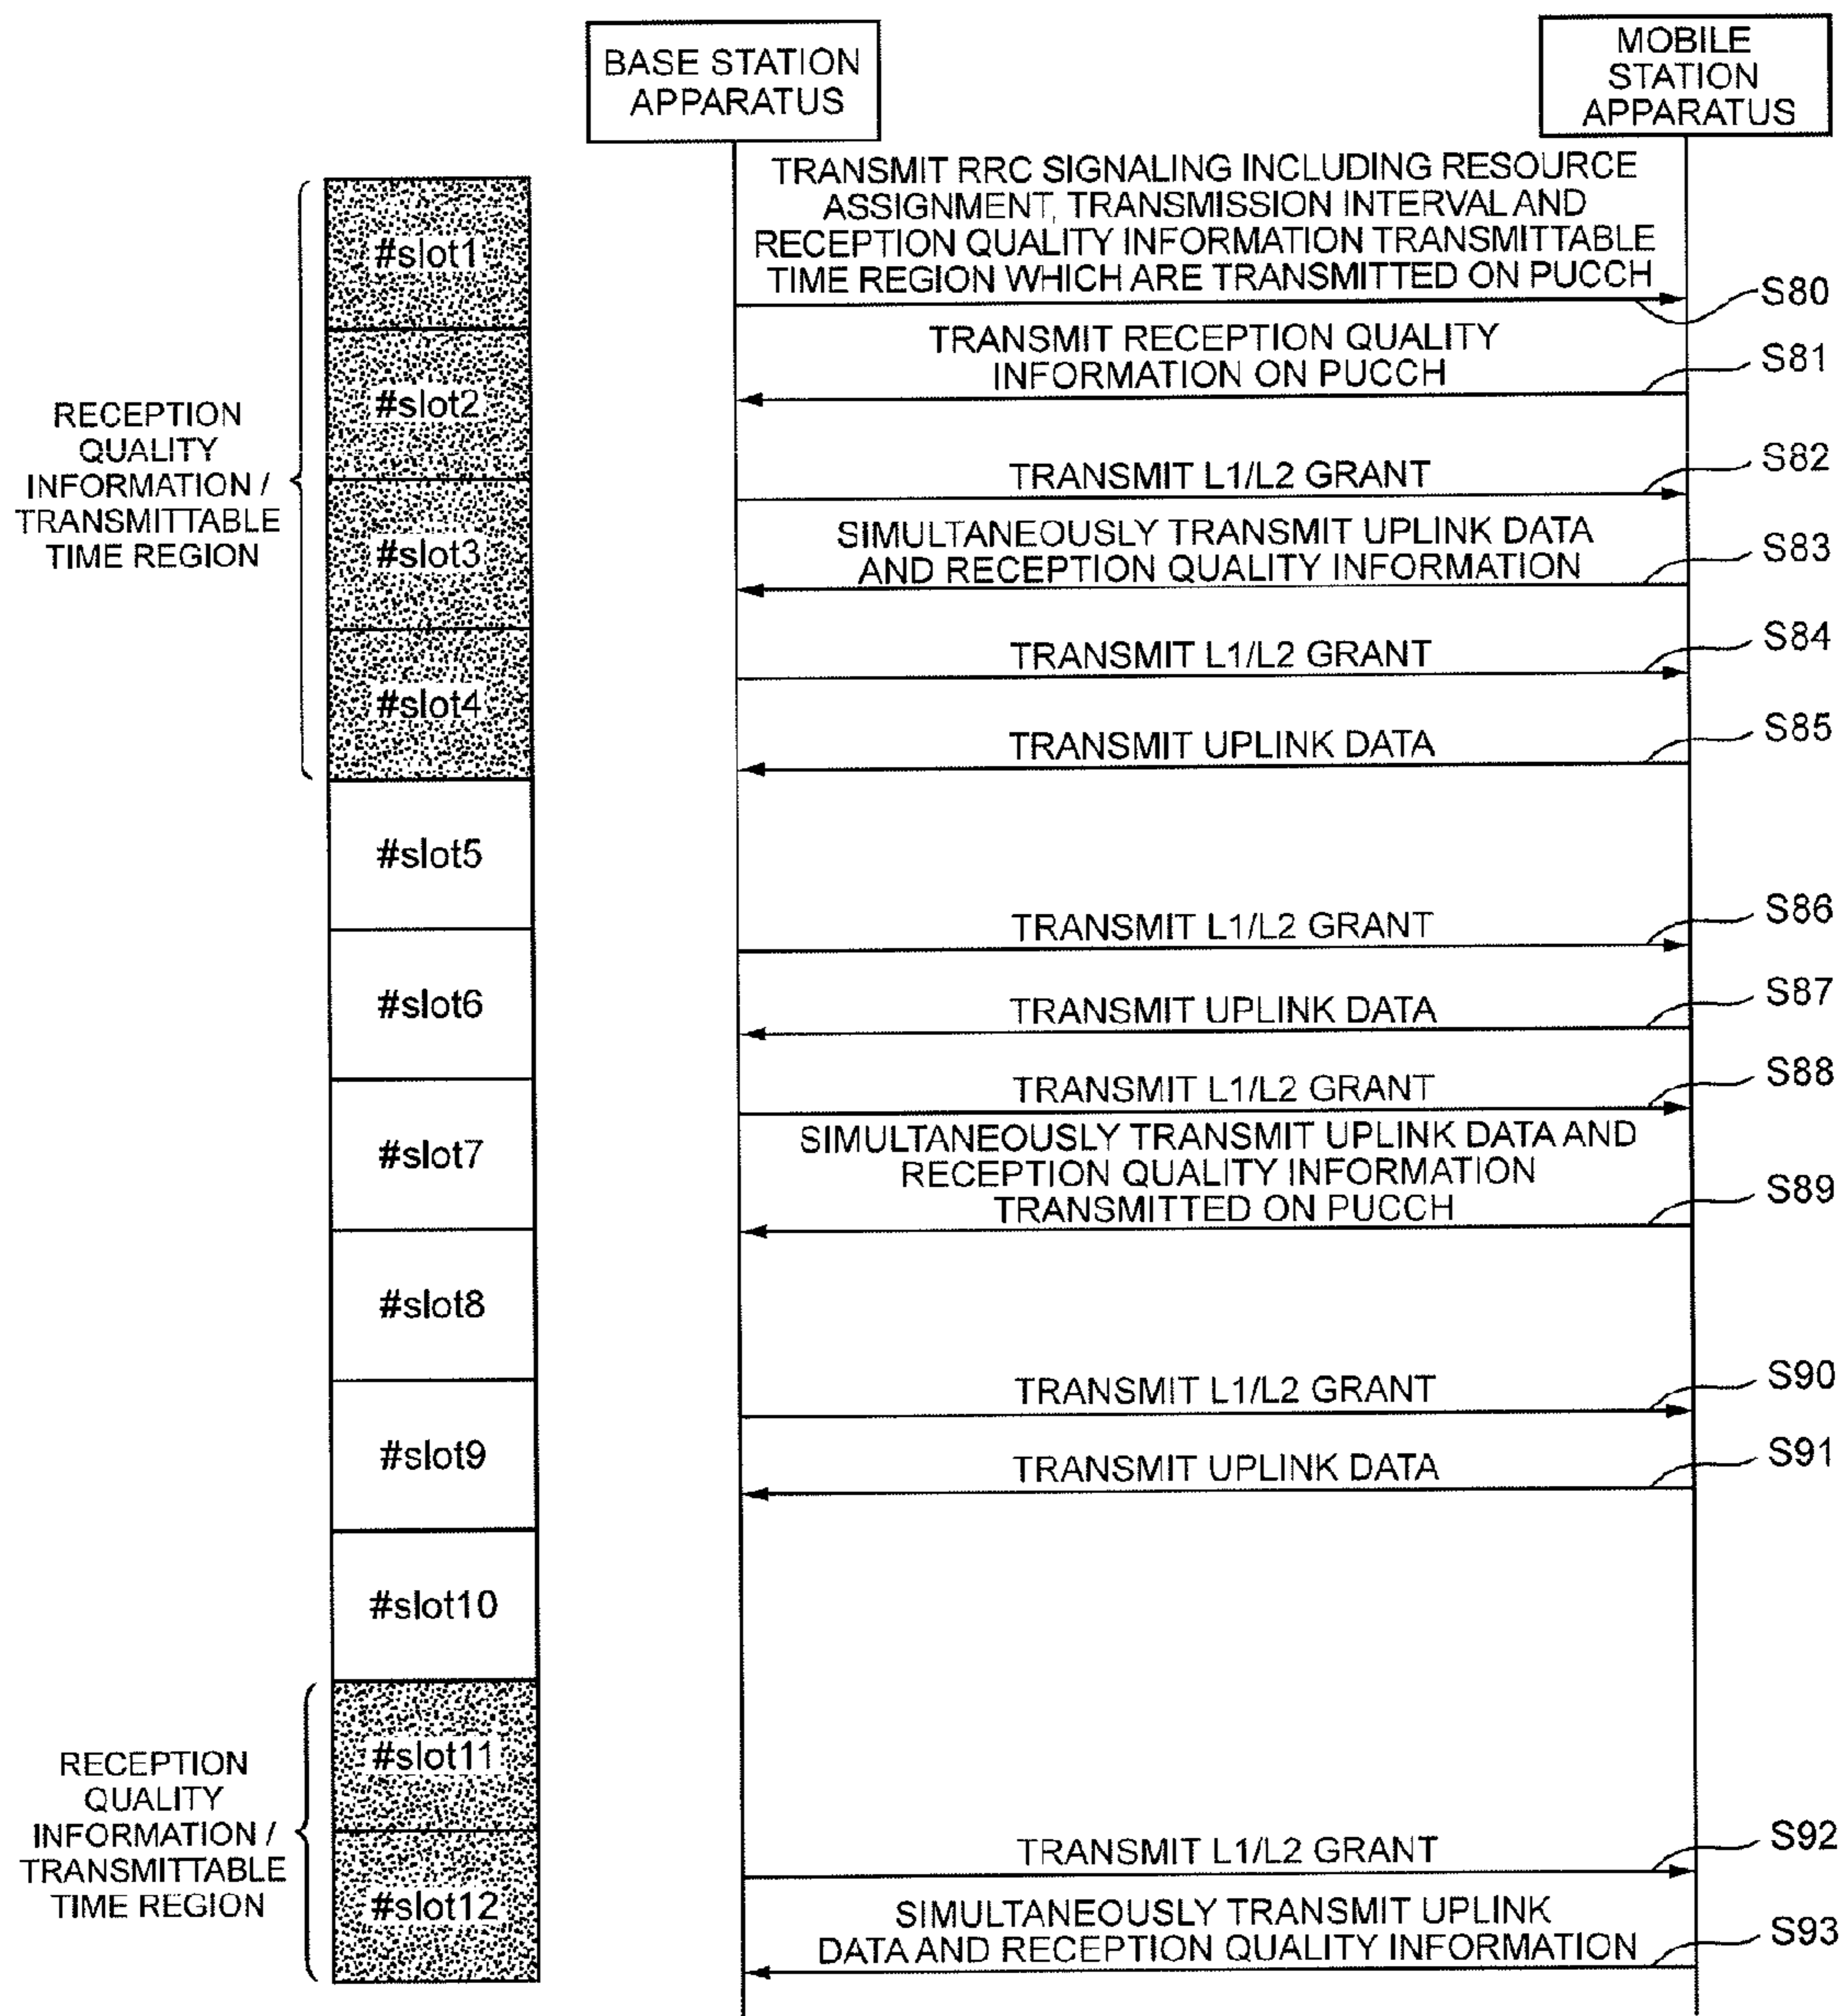 BASE STATION
APPARATUS
MOBILE
STATION
APPARATUS
TRANSMIT RRC SIGNALING INCLUDING RESOURCE
ASSIGNMENT, TRANSMISSION INTERVAL AND
RECEPTION QUALITY INFORMATION TRANSMITTABLE
TIME REGION WHICH ARE TRANSMITTED ON PUCCH
S80
#slot1
TRANSMIT RECEPTION QUALITY
INFORMATION ON PUCCH
S81
#slot2
RECEPTION
QUALITY
INFORMATION /
TRANSMITTABLE
TIME REGION
TRANSMIT L1/L2 GRANT
S82
SIMULTANEOUSLY TRANSMIT UPLINK DATA
AND RECEPTION QUALITY INFORMATION
S83
#slot3
TRANSMIT L1/L2 GRANT
S84
#slot4
TRANSMIT UPLINK DATA
S85
#slot5
TRANSMIT L1/L2 GRANT
S86
#slot6
TRANSMIT UPLINK DATA
S87
TRANSMIT L1/L2 GRANT
S88
#slot7
SIMULTANEOUSLY TRANSMIT UPLINK DATA AND
RECEPTION QUALITY INFORMATION
TRANSMITTED ON PUCCH
S89
#slot8
TRANSMIT L1/L2 GRANT
S90
#slot9
TRANSMIT UPLINK DATA
S91
#slot10
#slot11
RECEPTION
QUALITY
INFORMATION /
TRANSMITTABLE
TIME REGION
TRANSMIT L1/L2 GRANT
S92
#slot12
SIMULTANEOUSLY TRANSMIT UPLINK
DATA AND RECEPTION QUALITY INFORMATION
S93